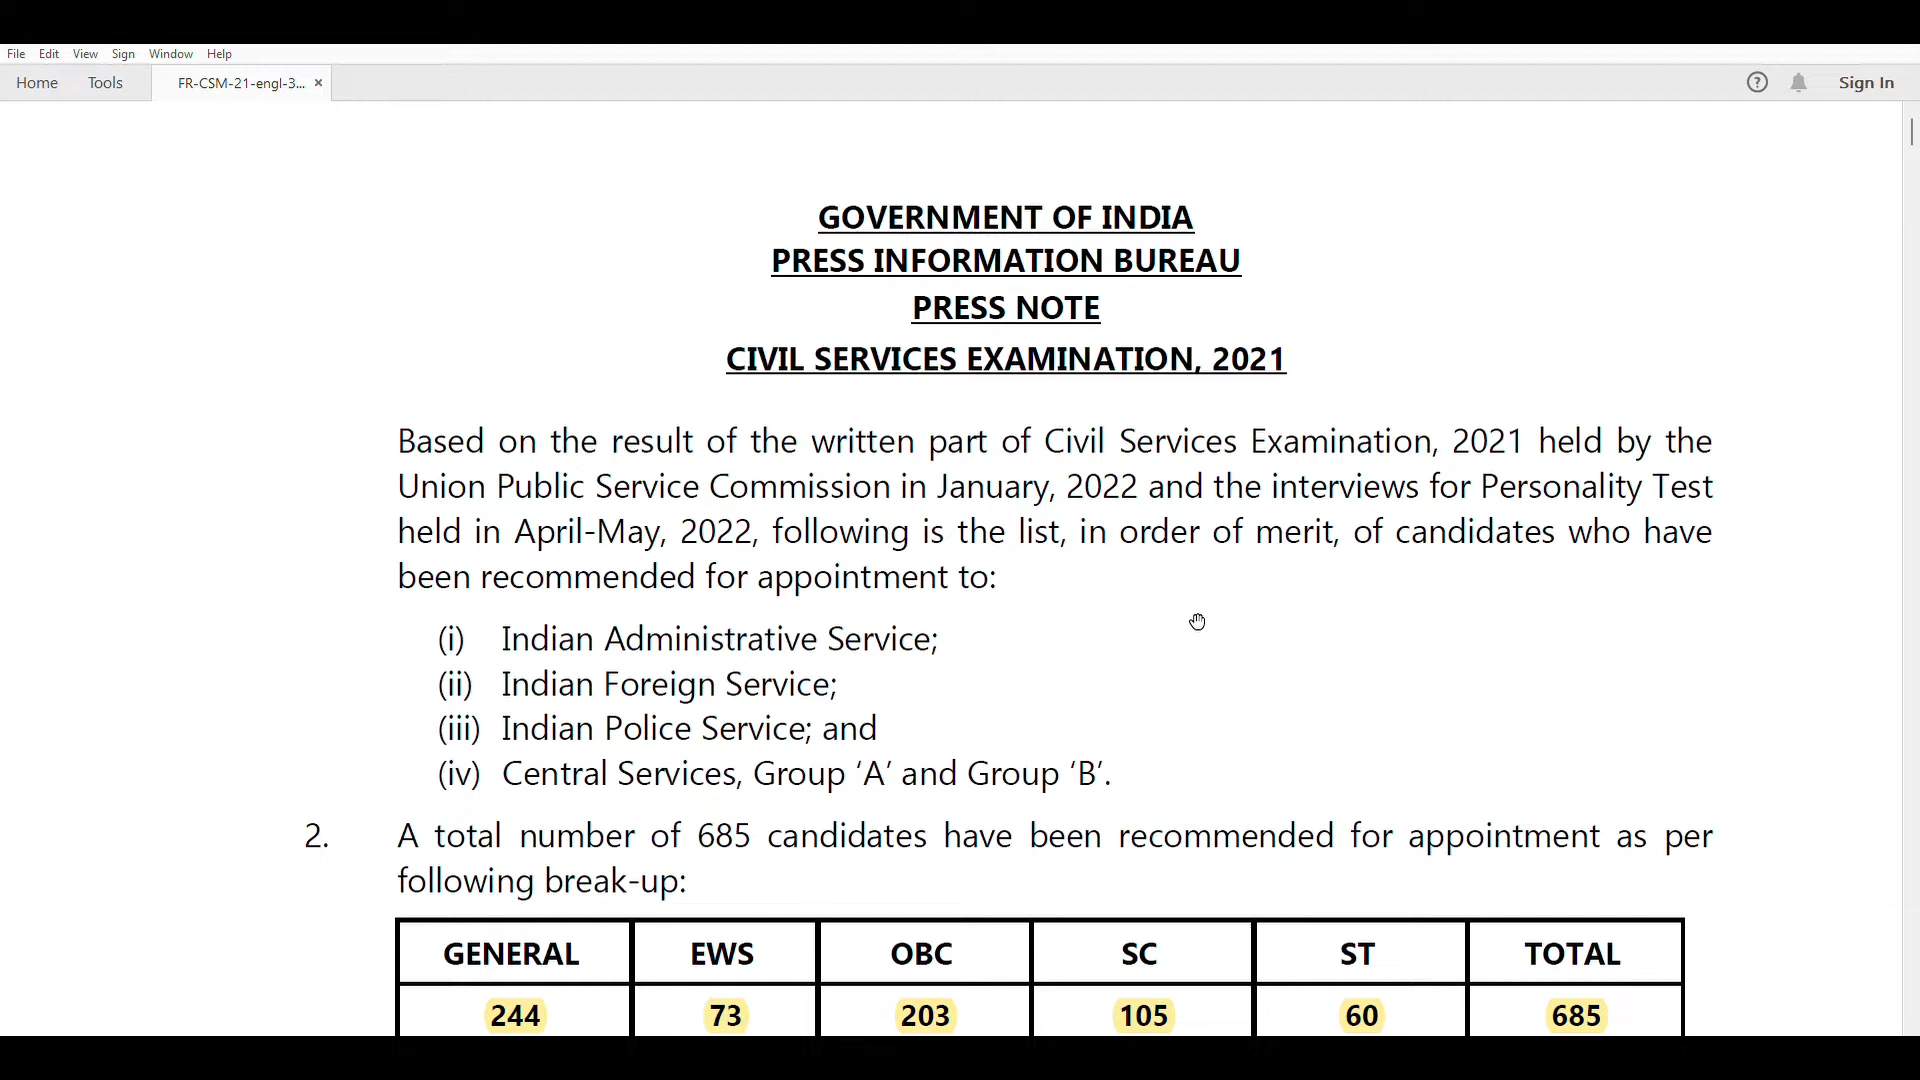 File Edit View Sign Window Help
Home Tools FR-CSM-21-engl-3... × ? Sign In
GOVERNMENT OF INDIA
PRESS INFORMATION BUREAU
PRESS NOTE
CIVIL SERVICES EXAMINATION, 2021
Based on the result of the written part of Civil Services Examination, 2021 held by the
Union Public Service Commission in January, 2022 and the interviews for Personality Test
held in April-May, 2022, following is the list, in order of merit, of candidates who have
been recommended for appointment to:
(i) Indian Administrative Service;
(ii) Indian Foreign Service;
(iii) Indian Police Service; and
(iv) Central Services, Group ‘A’ and Group ‘B’.
2. A total number of 685 candidates have been recommended for appointment as per
following break-up:
GENERAL EWS OBC SC ST TOTAL
244 73 203 105 60 685